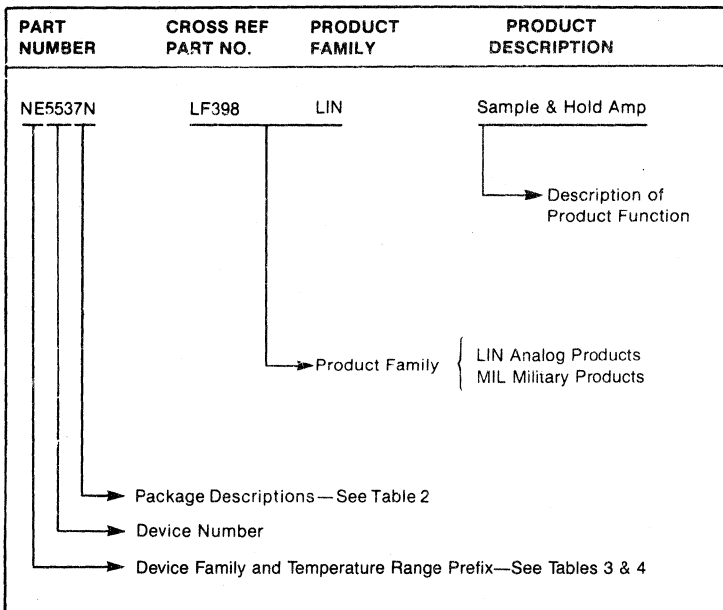 PART NUMBER CROSS REF PART NO. PRODUCT FAMILY PRODUCT DESCRIPTION
NE5537N LF398 LIN Sample & Hold Amp
Description of
Product Function
Product Family { LIN Analog Products
MIL Military Products
Package Descriptions—See Table 2
Device Number
Device Family and Temperature Range Prefix—See Tables 3 & 4